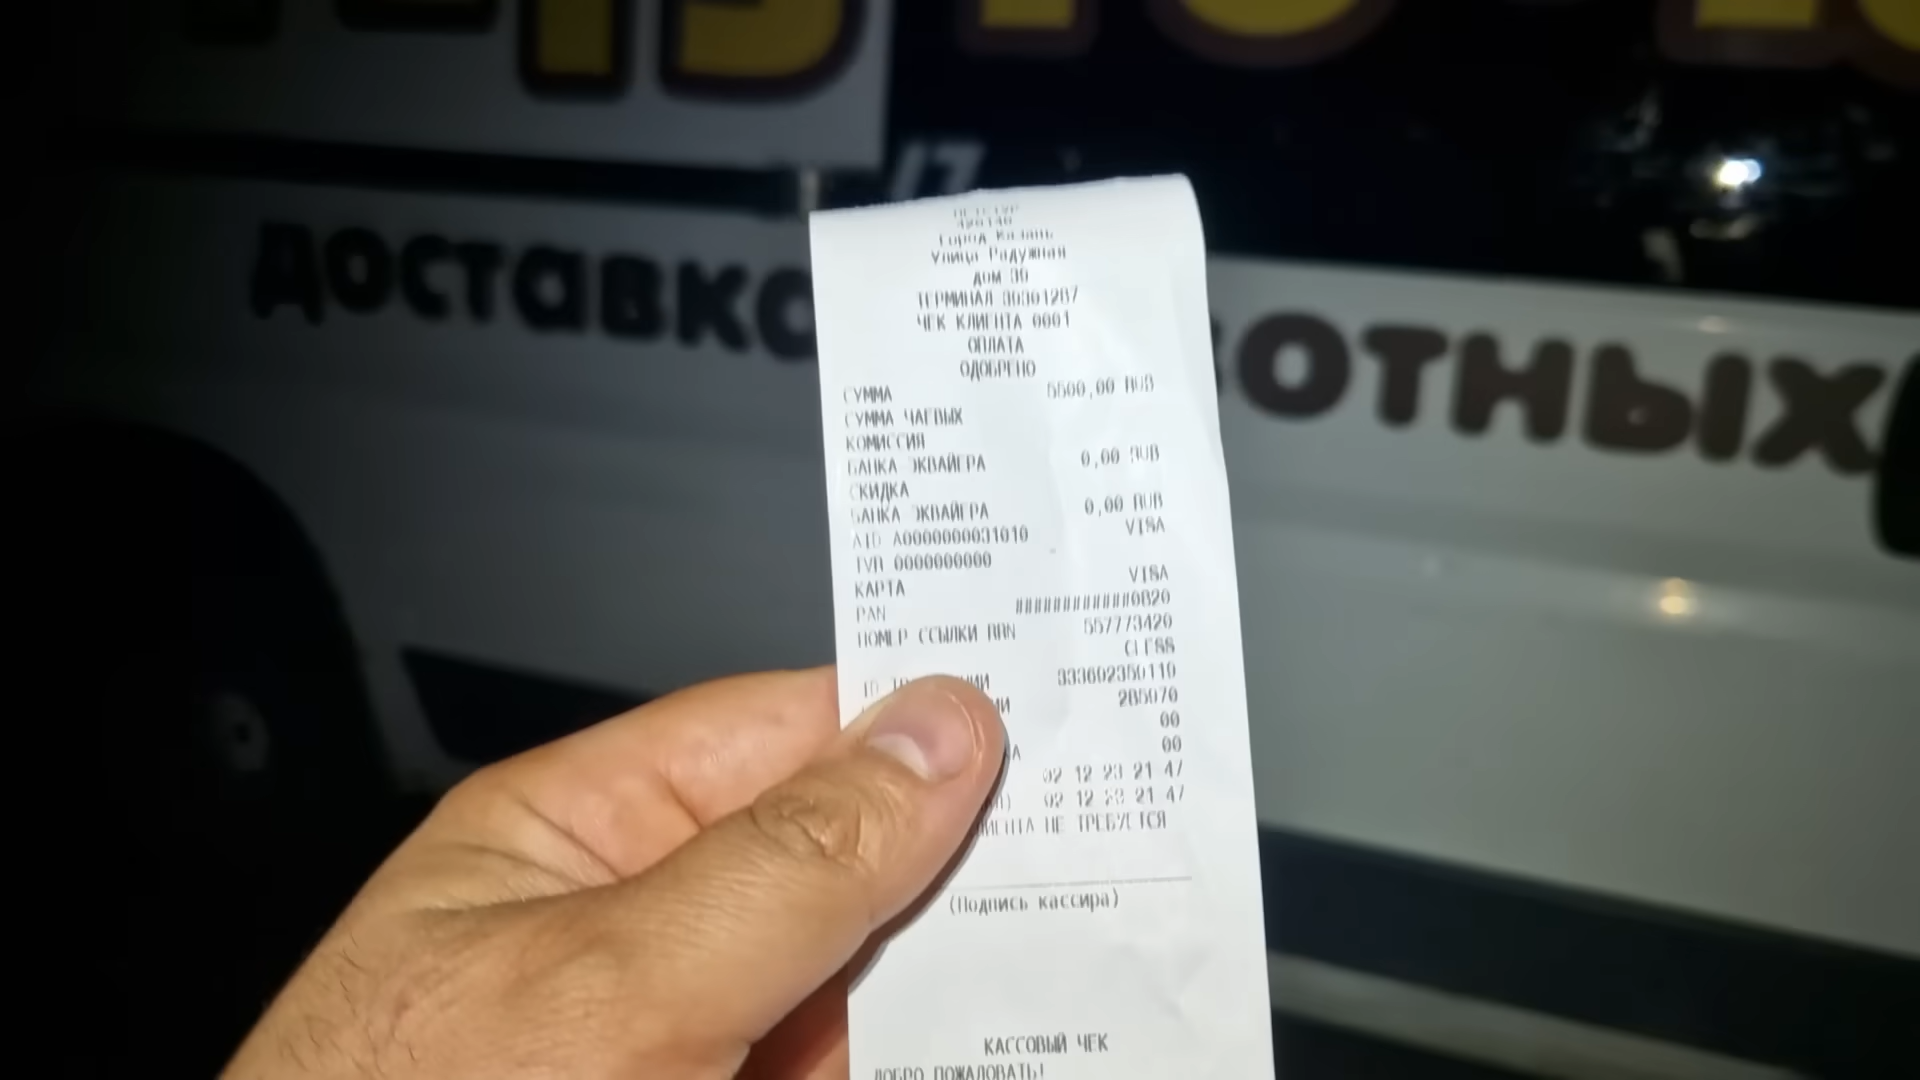 доставка
ОТНЫХ
17
Город Казань
Улица Радужная
дом 30
ТЕРМИНАЛ 30301287
ЧЕК КЛИЕНТА 0001
ОПЛАТА
ОДОБРЕНО
СУММА 5500,00 RUB
СУММА ЧАЕВЫХ
КОМИССИЯ
БАНКА ЭКВАЙЕРА 0,00 RUB
СКИДКА
БАНКА ЭКВАЙЕРА 0,00 RUB
AID A0000000031010 VISA
TVR 0000000000
КАРТА VISA
PAN ############0820
НОМЕР ССЫЛКИ RRN 557773420
CLESS
333602350110
285070
00
00
02 12 23 21 47
02 12 23 21 47
НЕ ТРЕБУЕТСЯ
(Подпись кассира)
КАССОВЫЙ ЧЕК
ДОБРО ПОЖАЛОВАТЬ!